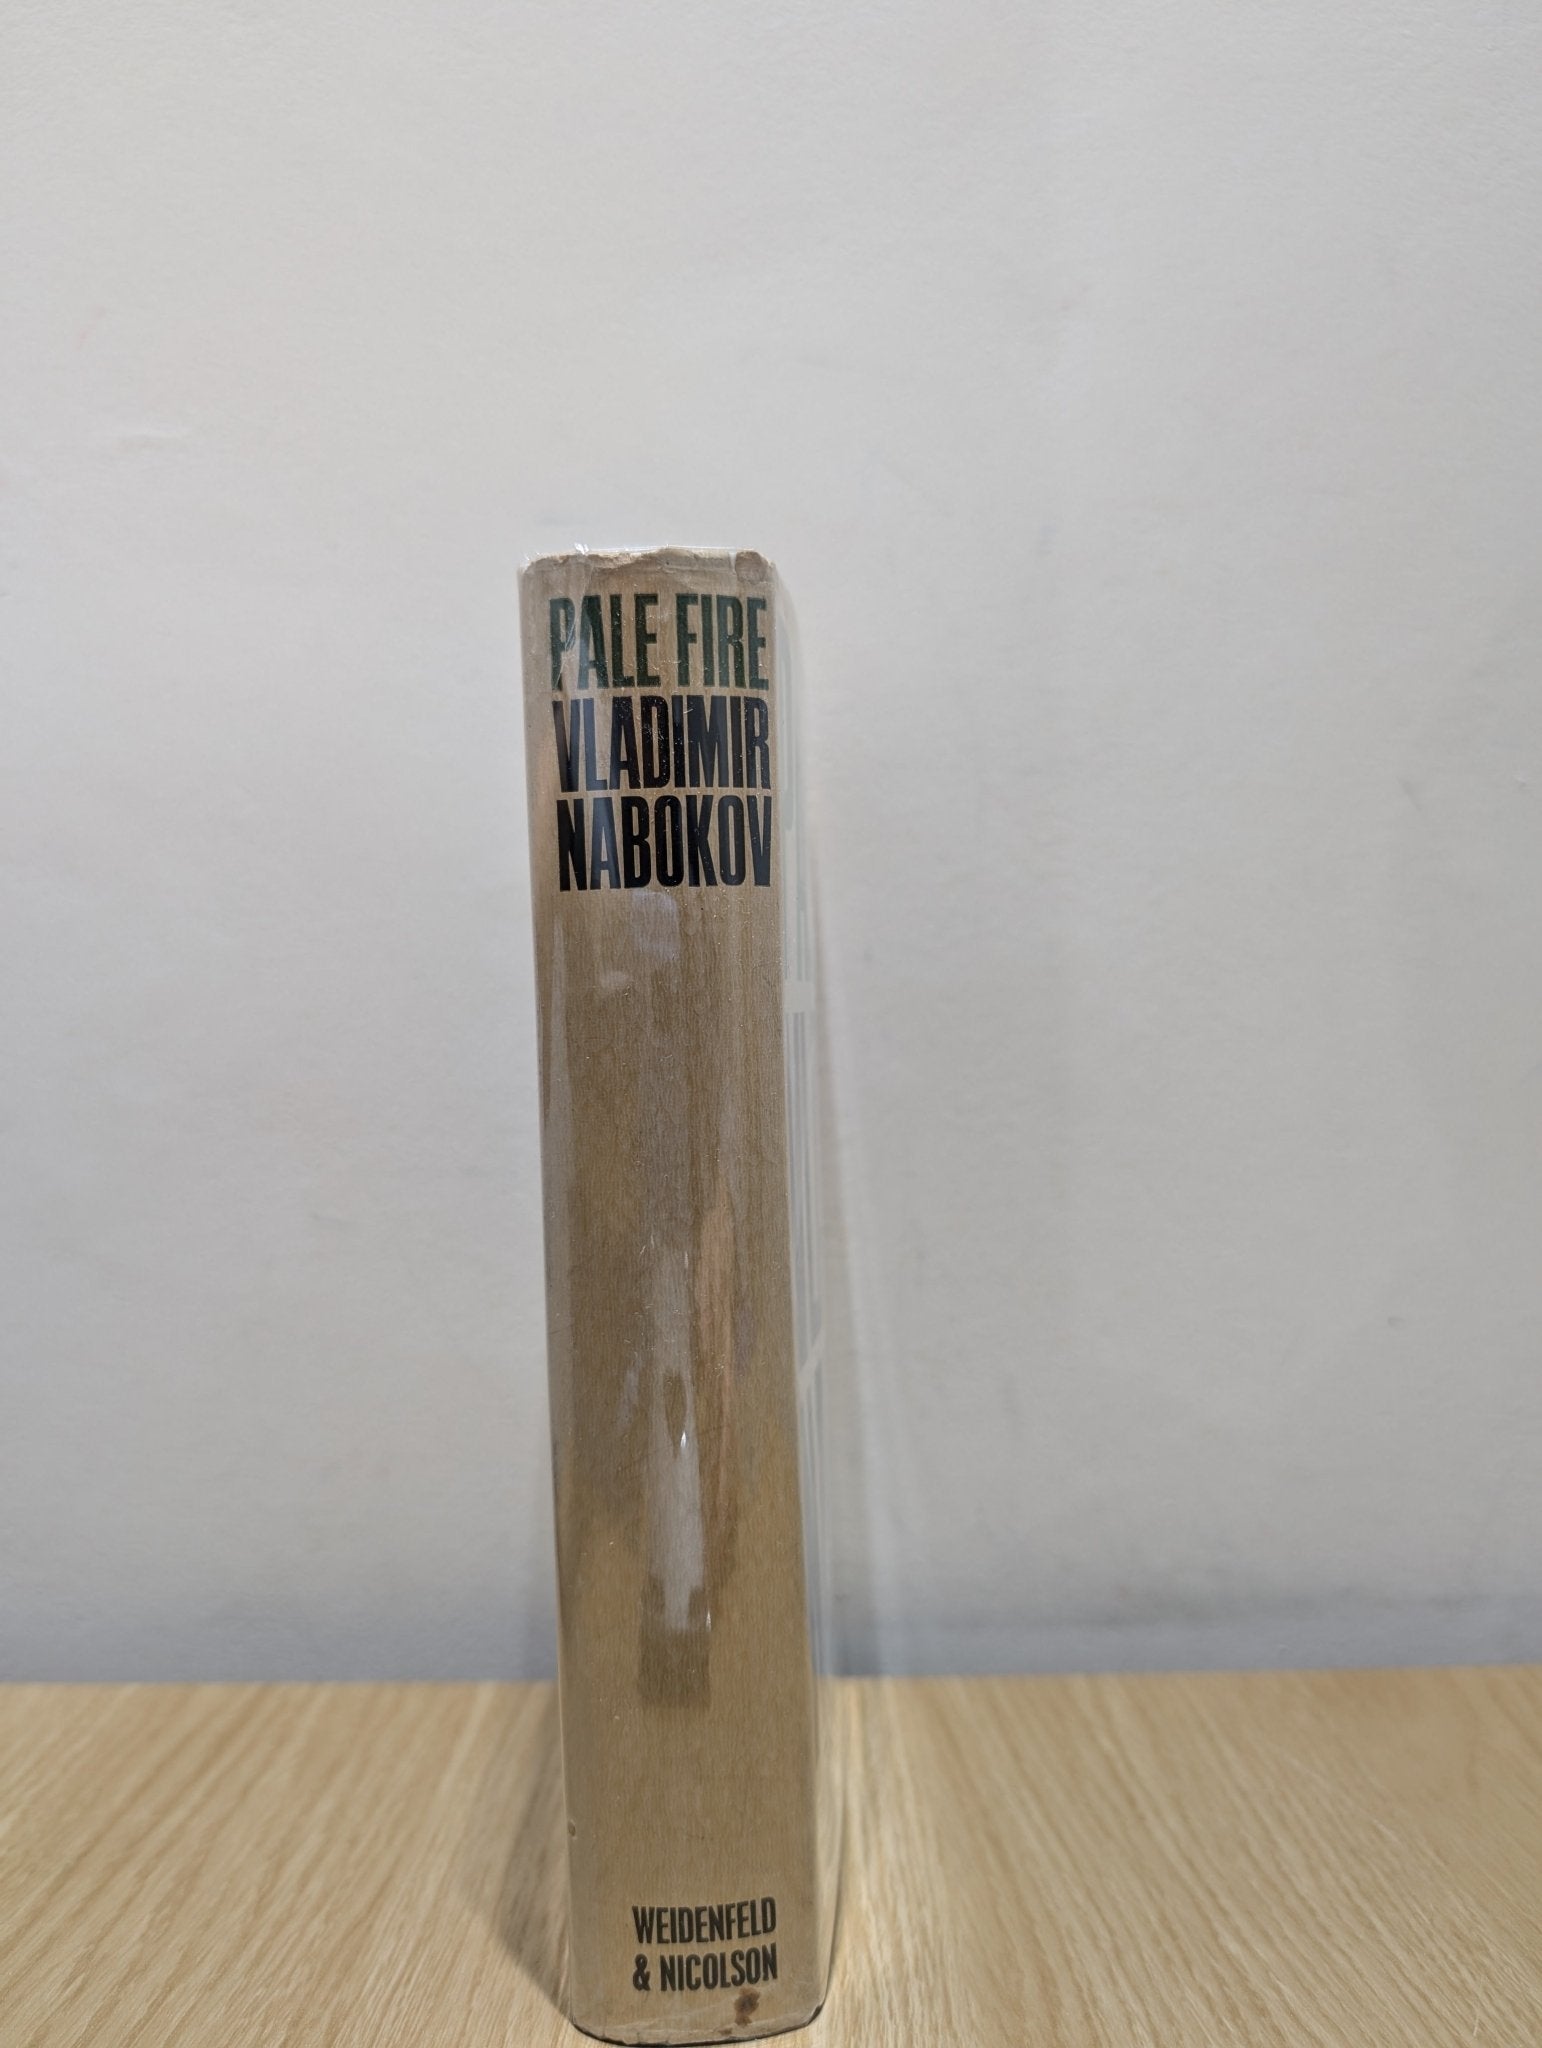 PALE FIRE
VLADIMIR
NABOKOV
WEIDENFELD
& NICOLSON